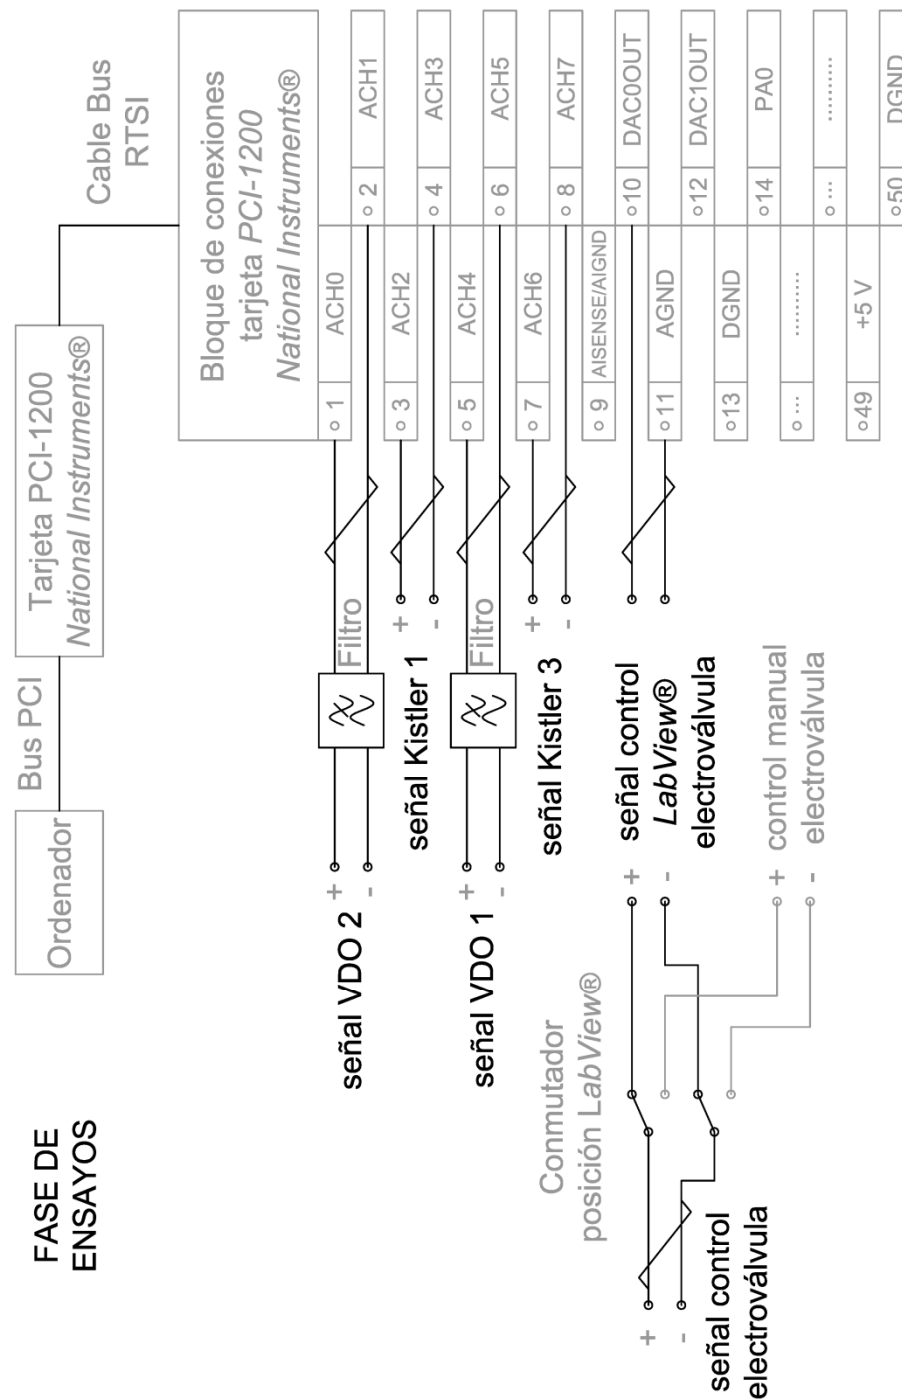 FASE DE
ENSAYOS
Ordenador
Bus PCI
Tarjeta PCI-1200
National Instruments®
Cable Bus
RTSI
Bloque de conexiones
tarjeta PCI-1200
National Instruments®
1 ACH0
2 ACH1
3 ACH2
4 ACH3
5 ACH4
6 ACH5
7 ACH6
8 ACH7
9 AISENSE/AIGND
10 DAC0OUT
11 AGND
12 DAC1OUT
13 DGND
14 PA0
... ..........
... ..........
49 +5 V
50 DGND
señal VDO 2
+
-
Filtro
señal Kistler 1
+
-
señal VDO 1
+
-
Filtro
señal Kistler 3
+
-
señal control
LabView®
electroválvula
+
-
control manual
electroválvula
+
-
Conmutador
posición LabView®
+
-
señal control
electroválvula